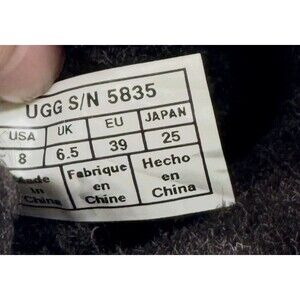 UGG S/N 5835
USA UK EU JAPAN
8 6.5 39 25
Made Fabrique Hecho
in en en
China Chine China